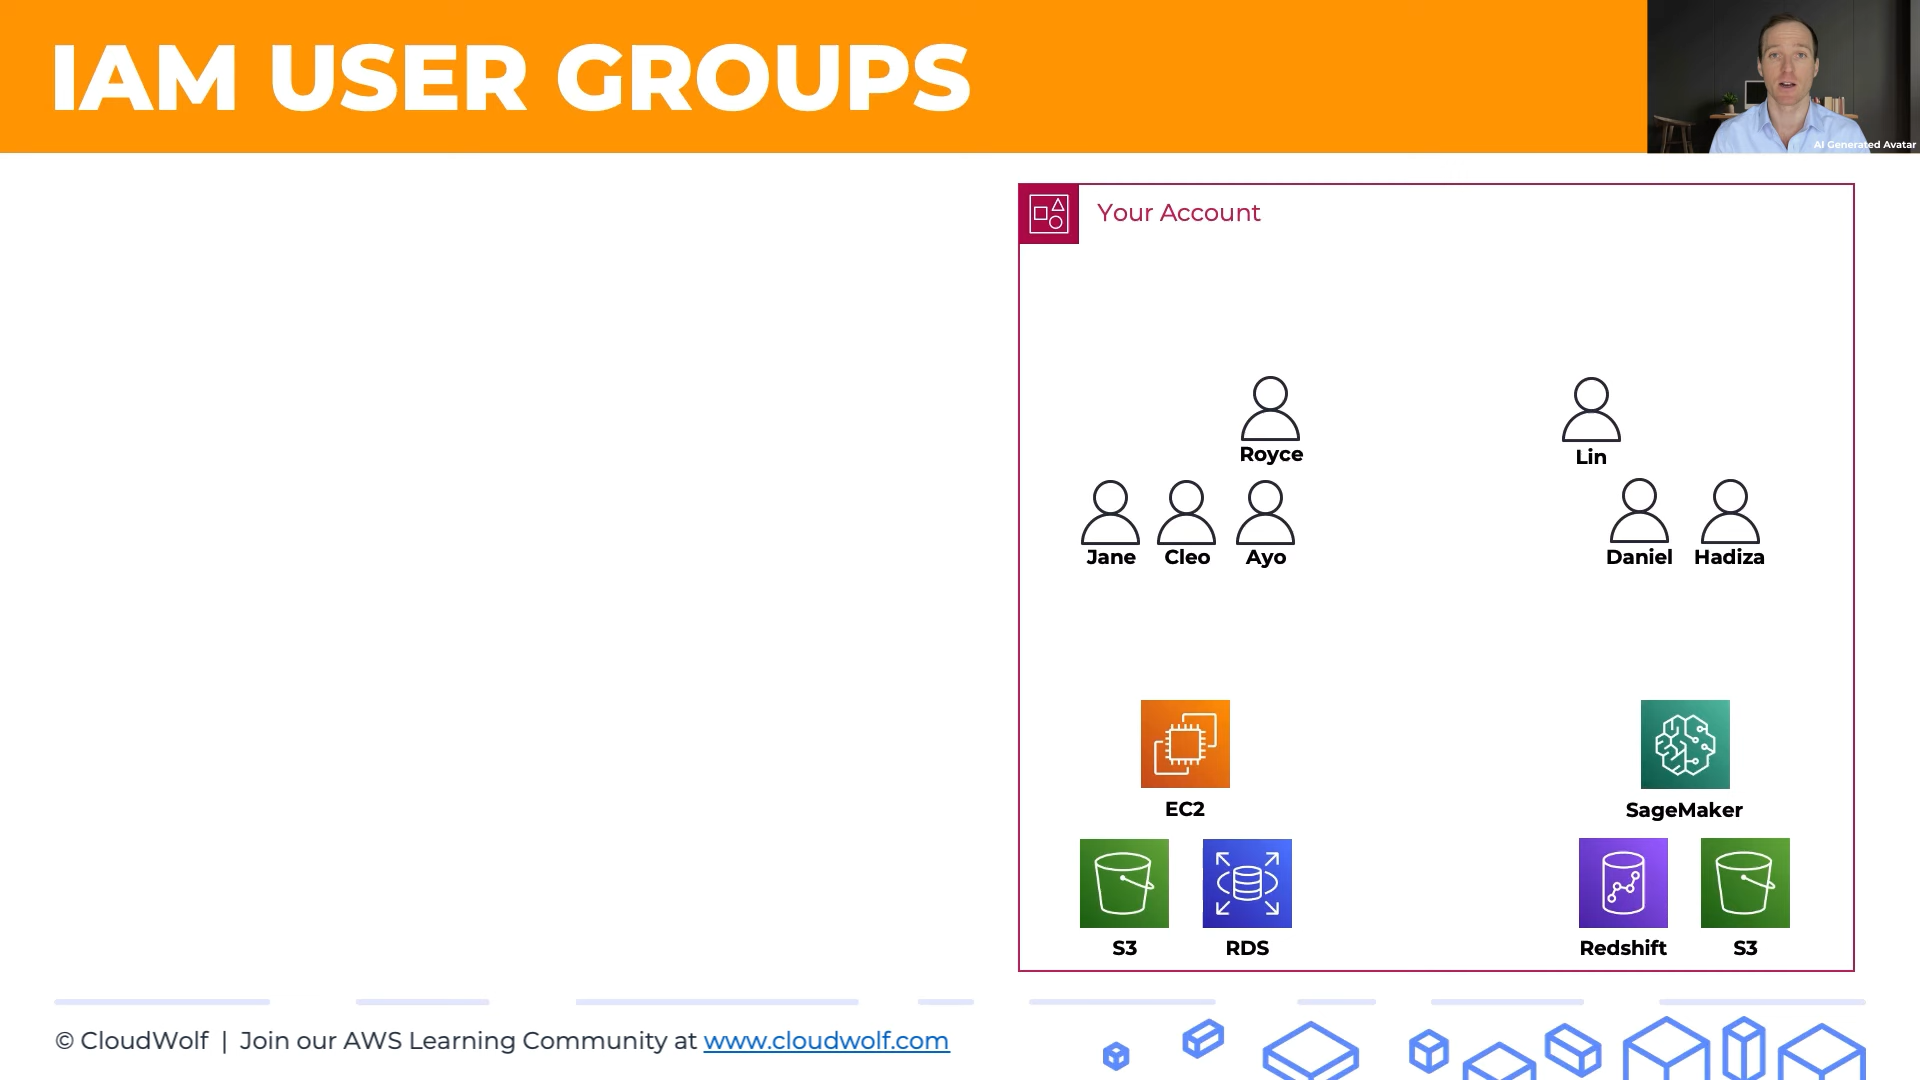 IAM USER GROUPS
AI Generated Avatar
Your Account
Royce
Lin
Jane
Cleo
Ayo
Daniel
Hadiza
EC2
SageMaker
S3
RDS
Redshift
S3
© CloudWolf | Join our AWS Learning Community at www.cloudwolf.com